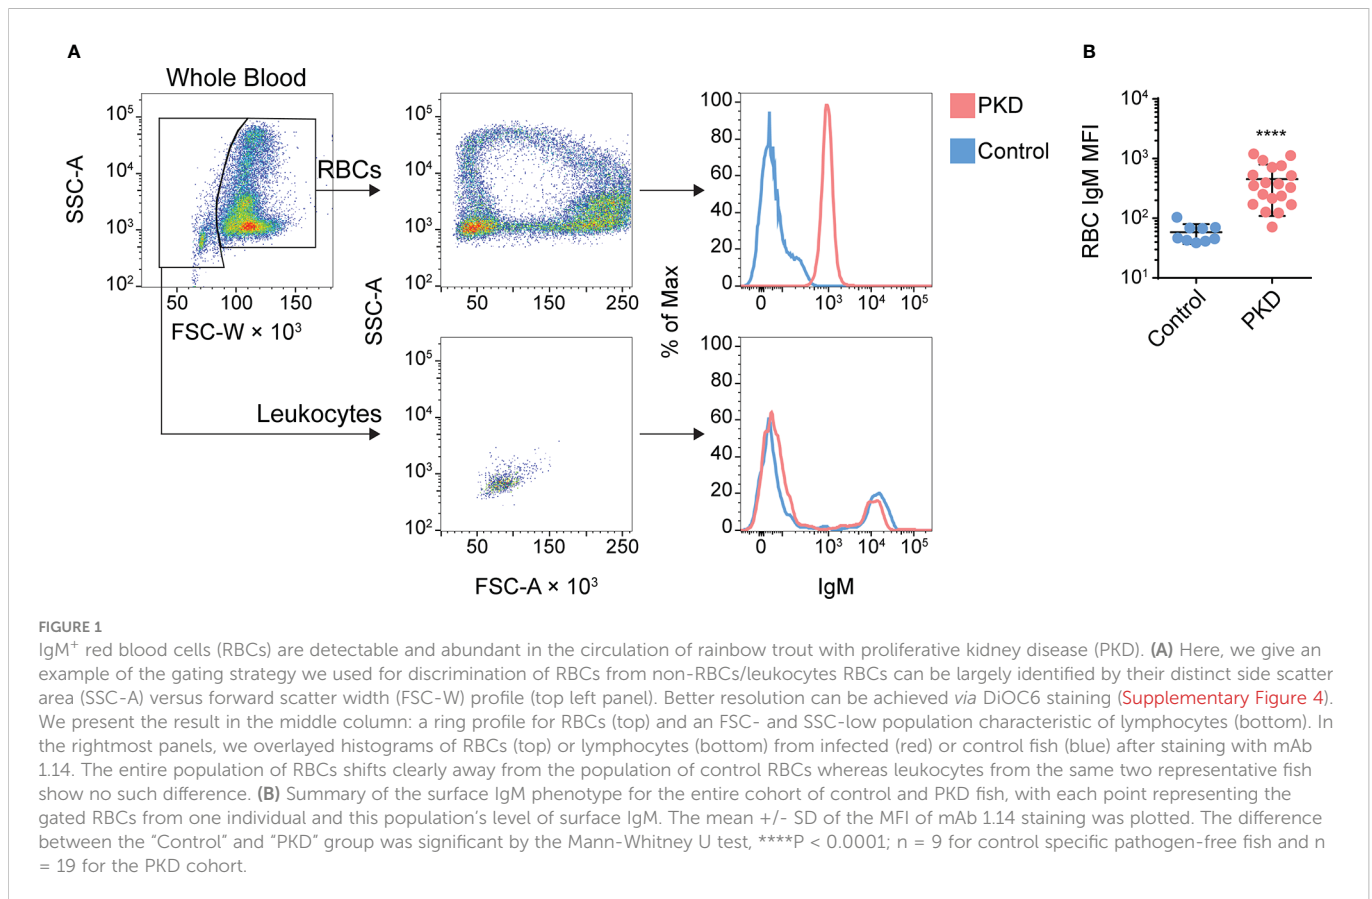 A
B
Whole Blood
10⁵
10⁴
10³
10²
SSC-A
50
100
150
FSC-W × 10³
RBCs
10⁵
10⁴
10³
10²
50
150
250
SSC-A
100
80
60
40
20
0
0
10³
10⁴
10⁵
% of Max
PKD
Control
Leukocytes
10⁵
10⁴
10³
10²
50
150
250
FSC-A × 10³
100
80
60
40
20
0
0
10³
10⁴
10⁵
IgM
RBC IgM MFI
10⁴
10³
10²
10¹
****
Control
PKD
FIGURE 1
IgM⁺ red blood cells (RBCs) are detectable and abundant in the circulation of rainbow trout with proliferative kidney disease (PKD). (A) Here, we give an
example of the gating strategy we used for discrimination of RBCs from non-RBCs/leukocytes RBCs can be largely identified by their distinct side scatter
area (SSC-A) versus forward scatter width (FSC-W) profile (top left panel). Better resolution can be achieved via DiOC6 staining (Supplementary Figure 4).
We present the result in the middle column: a ring profile for RBCs (top) and an FSC- and SSC-low population characteristic of lymphocytes (bottom). In
the rightmost panels, we overlayed histograms of RBCs (top) or lymphocytes (bottom) from infected (red) or control fish (blue) after staining with mAb
1.14. The entire population of RBCs shifts clearly away from the population of control RBCs whereas leukocytes from the same two representative fish
show no such difference. (B) Summary of the surface IgM phenotype for the entire cohort of control and PKD fish, with each point representing the
gated RBCs from one individual and this population's level of surface IgM. The mean +/- SD of the MFI of mAb 1.14 staining was plotted. The difference
between the "Control" and "PKD" group was significant by the Mann-Whitney U test, ****P < 0.0001; n = 9 for control specific pathogen-free fish and n
= 19 for the PKD cohort.